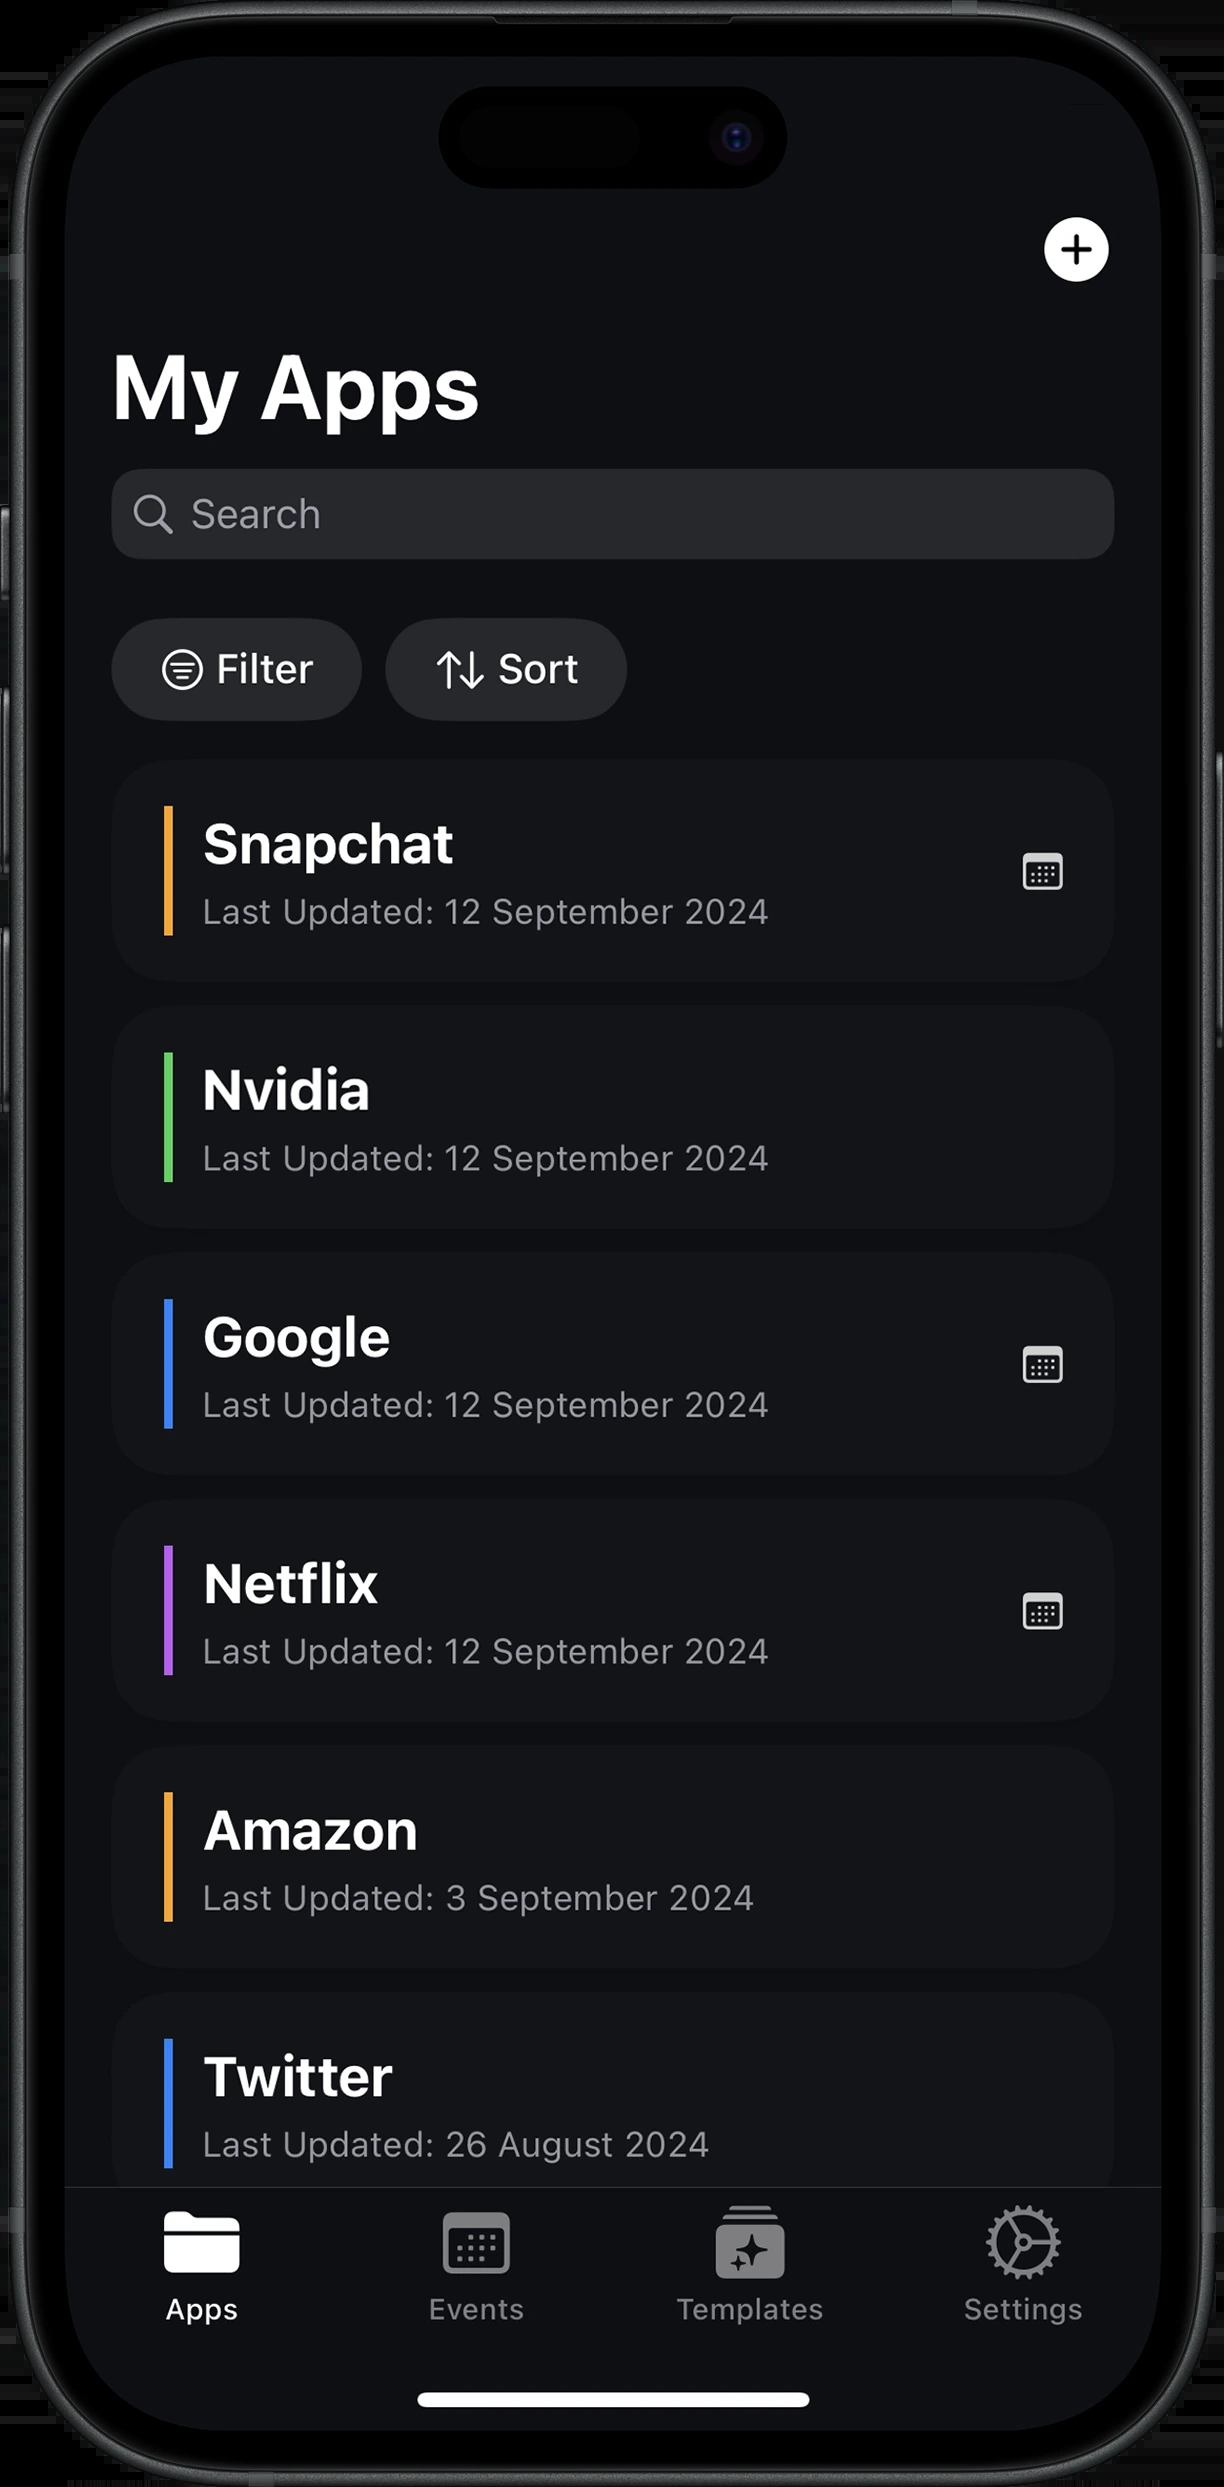 My Apps
Search
Filter
Sort
Snapchat
Last Updated: 12 September 2024
Nvidia
Last Updated: 12 September 2024
Google
Last Updated: 12 September 2024
Netflix
Last Updated: 12 September 2024
Amazon
Last Updated: 3 September 2024
Twitter
Last Updated: 26 August 2024
Apps
Events
Templates
Settings